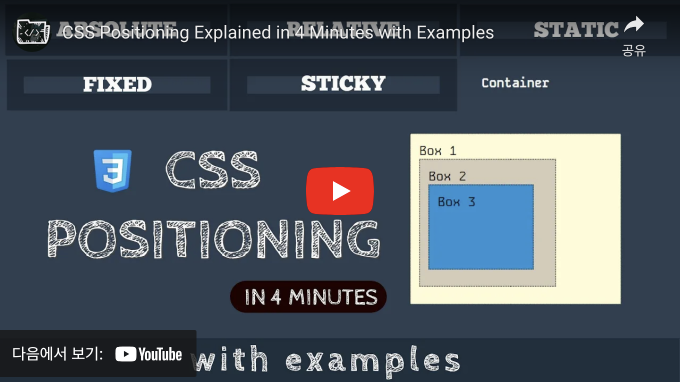 ABSOLUTE RELATIVE STATIC
CSS Positioning Explained in 4 Minutes with Examples
공유
FIXED STICKY Container
Box 1
Box 2
Box 3
3 CSS
POSITIONING
IN 4 MINUTES
다음에서 보기: YouTube
with examples